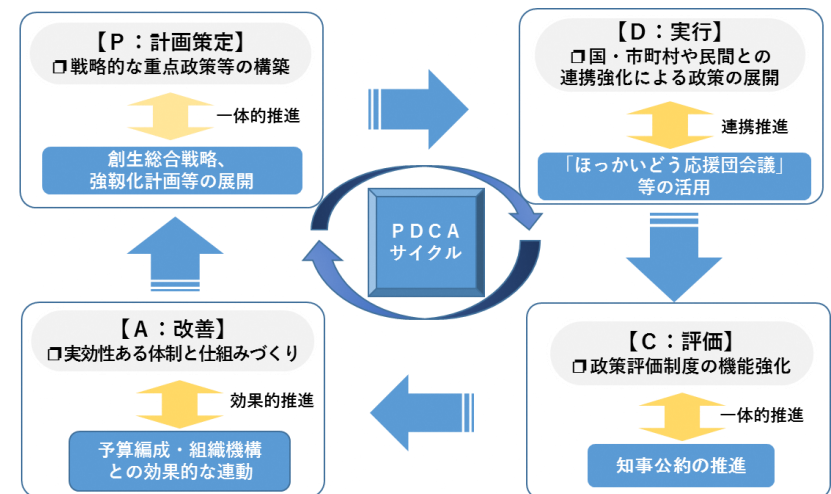 【P：計画策定】
❒戦略的な重点政策等の構築
一体的推進
創生総合戦略、
強靱化計画等の展開
【D：実行】
❒国・市町村や民間との
連携強化による政策の展開
連携推進
「ほっかいどう応援団会議」
等の活用
PDCA
サイクル
【A：改善】
❒実効性ある体制と仕組みづくり
効果的推進
予算編成・組織機構
との効果的な連動
【C：評価】
❒政策評価制度の機能強化
一体的推進
知事公約の推進